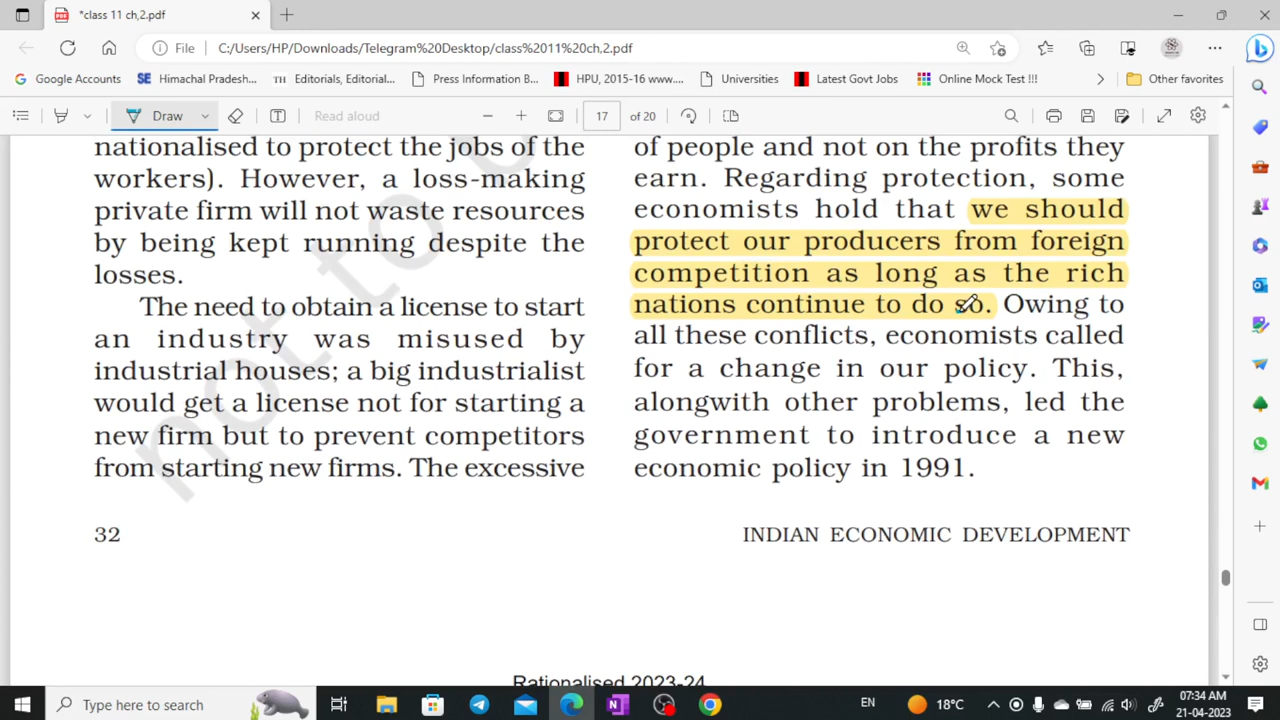 *class 11 ch,2.pdf
File
C:/Users/HP/Downloads/Telegram%20Desktop/class%2011%20ch,2.pdf
Google Accounts
SE Himachal Pradesh...
TH Editorials, Editorial...
Press Information B...
HPU, 2015-16 www....
Universities
Latest Govt Jobs
Online Mock Test !!!
Other favorites
Draw
Read aloud
17 of 20
nationalised to protect the jobs of the
workers). However, a loss-making
private firm will not waste resources
by being kept running despite the
losses.
The need to obtain a license to start
an industry was misused by
industrial houses; a big industrialist
would get a license not for starting a
new firm but to prevent competitors
from starting new firms. The excessive
of people and not on the profits they
earn. Regarding protection, some
economists hold that we should
protect our producers from foreign
competition as long as the rich
nations continue to do so. Owing to
all these conflicts, economists called
for a change in our policy. This,
alongwith other problems, led the
government to introduce a new
economic policy in 1991.
not to
32
INDIAN ECONOMIC DEVELOPMENT
Rationalised 2023-24
Type here to search
EN
18°C
07:34 AM
21-04-2023